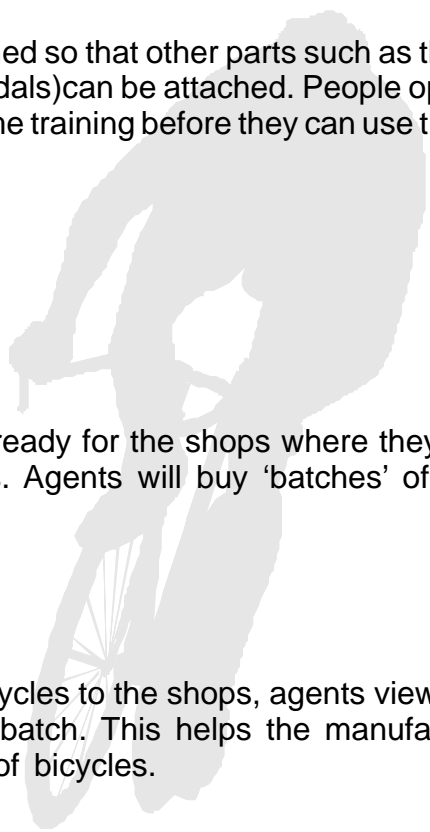 ed so that other parts such as
dals)can be attached. People
e training before they can use
ready for the shops where they
. Agents will buy ‘batches’ of
ycles to the shops, agents view
batch. This helps the manufa
of bicycles.